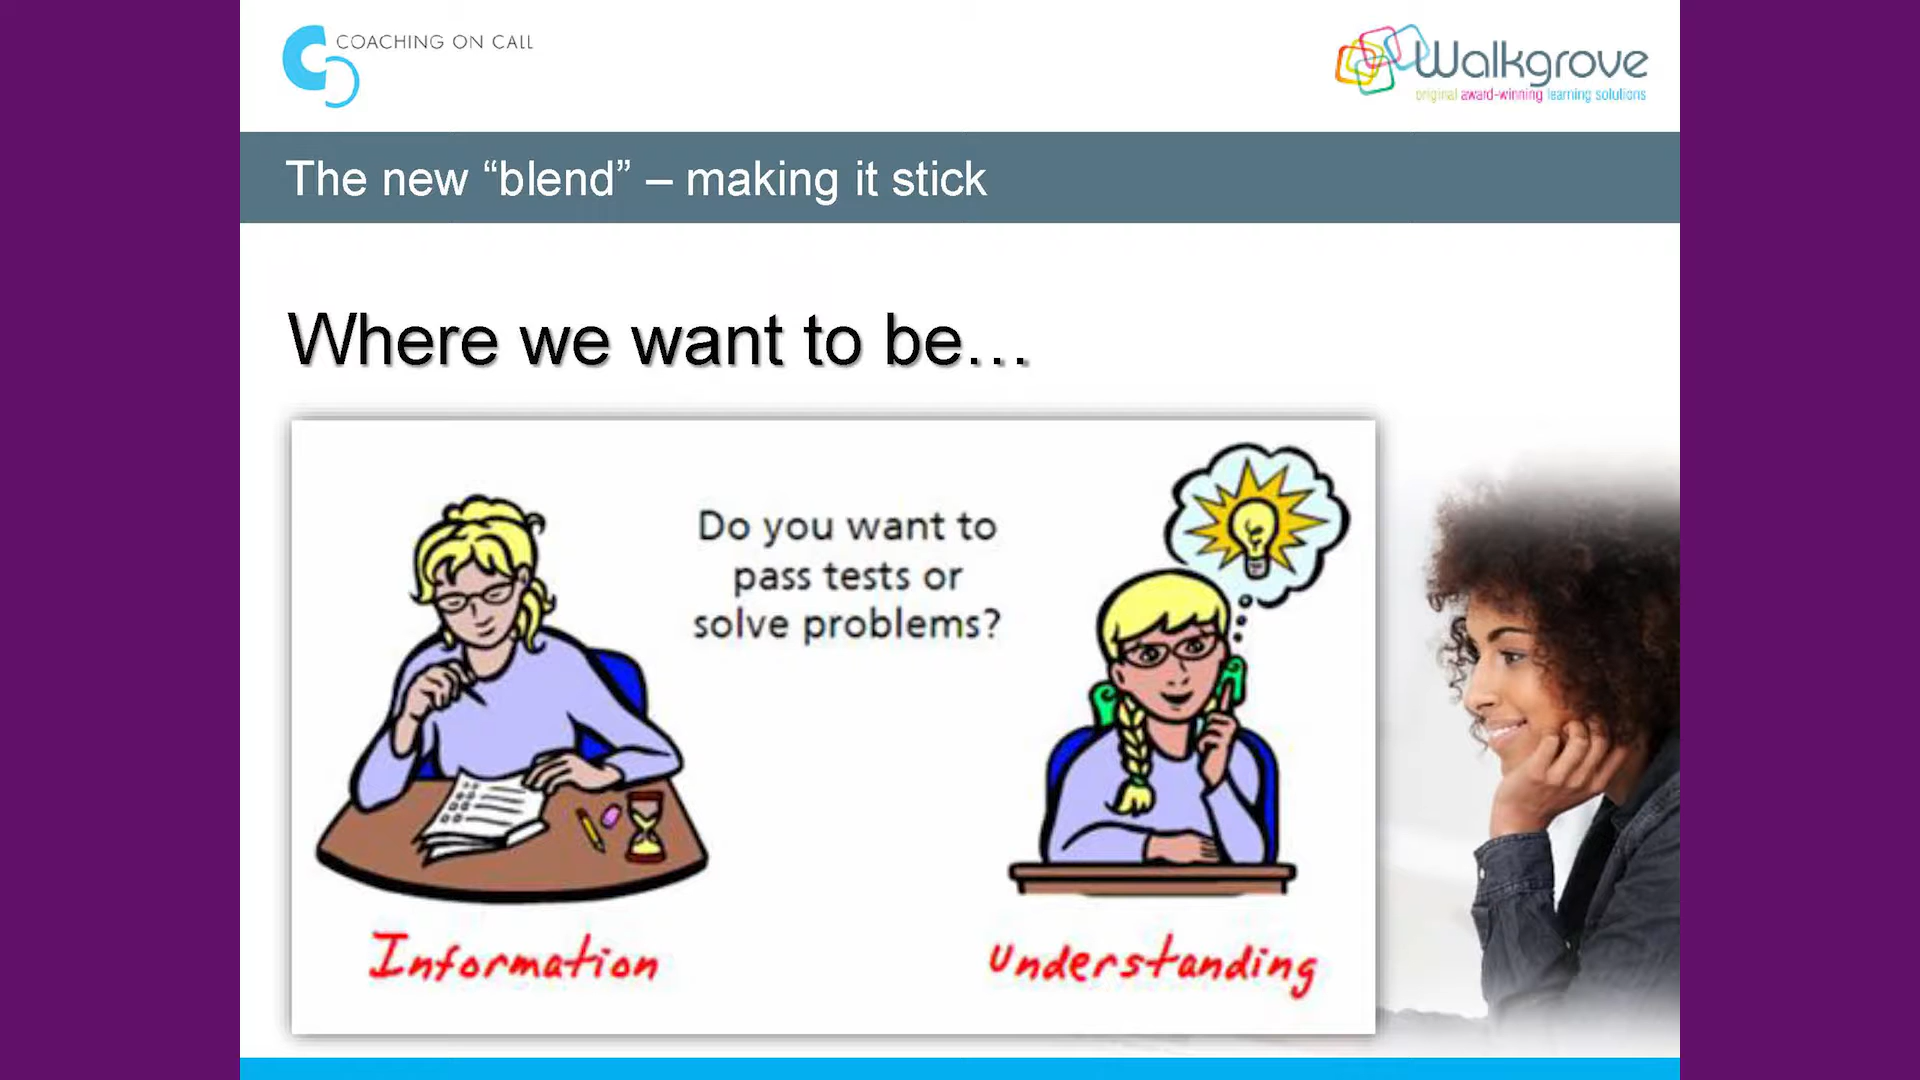 COACHING ON CALL
Walkgrove
original award-winning learning solutions
The new “blend” – making it stick
Where we want to be…
Do you want to
pass tests or
solve problems?
Information
Understanding